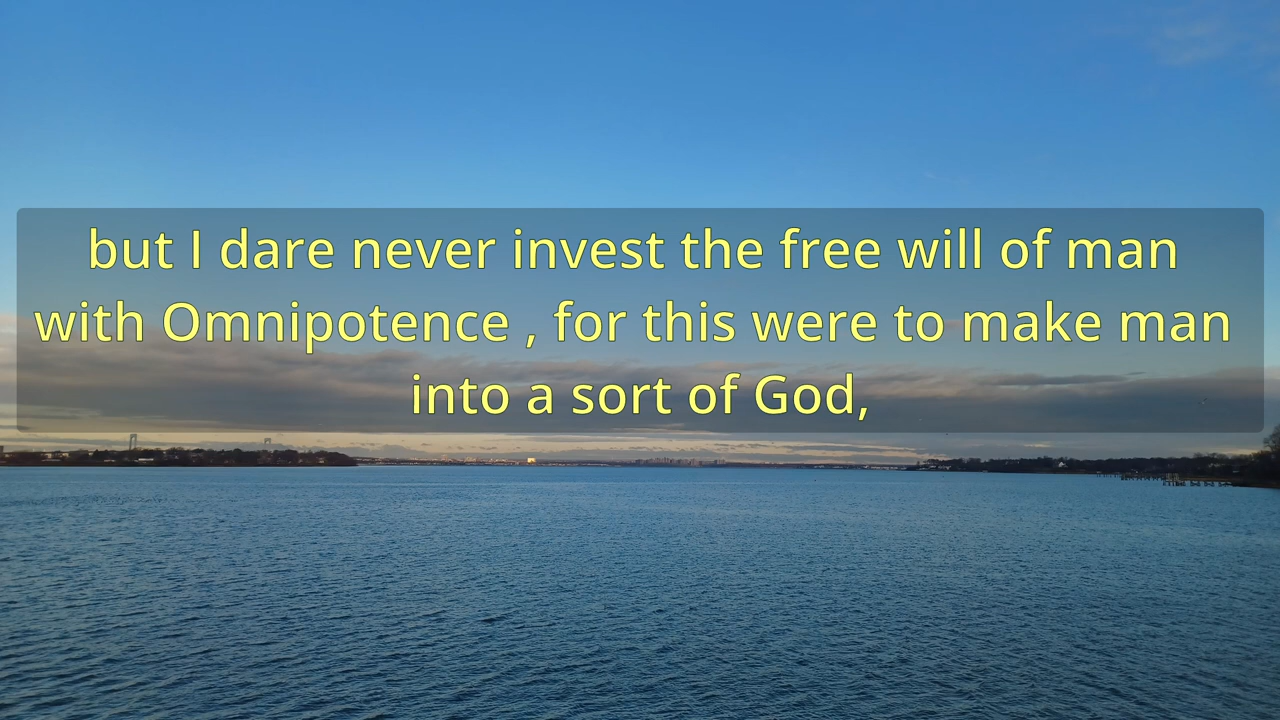 but I dare never invest the free will of man
with Omnipotence , for this were to make man
into a sort of God,